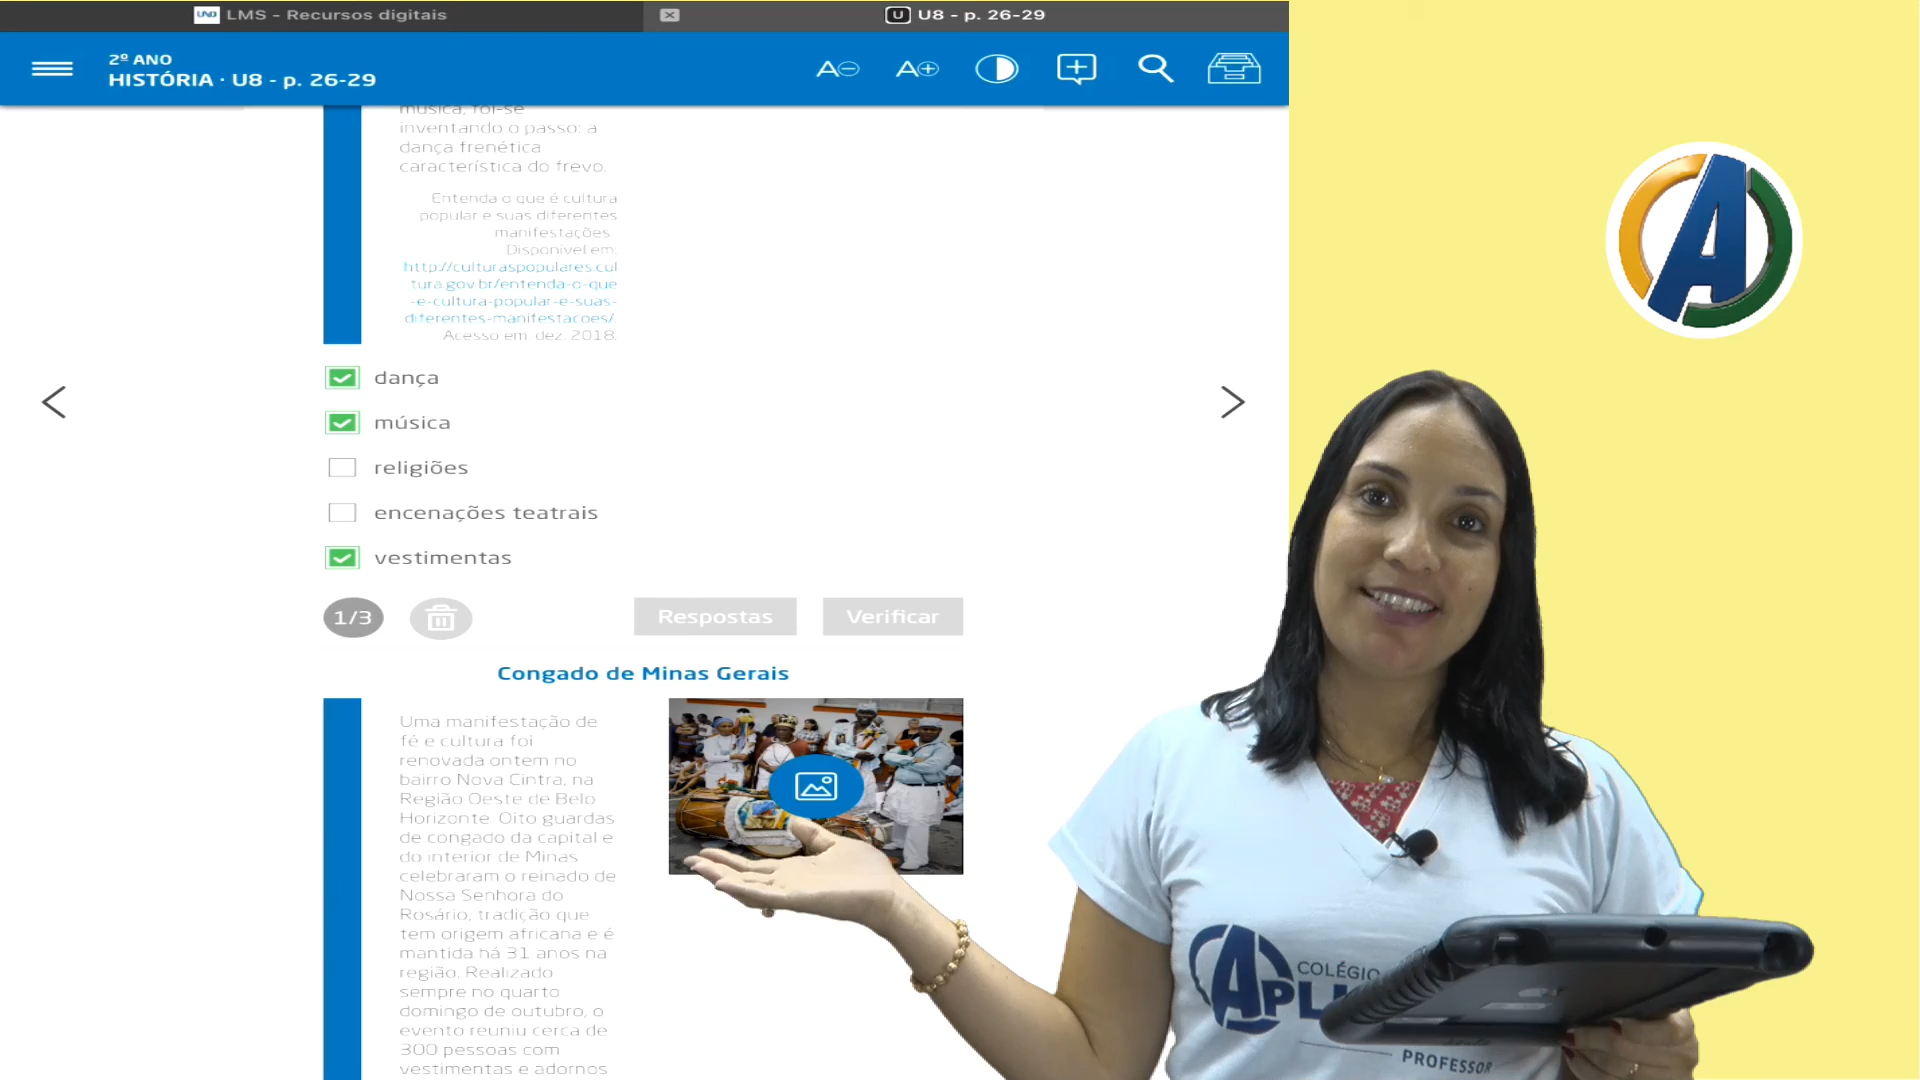 UNO LMS - Recursos digitais
U U8 - p. 26-29
2º ANO
HISTÓRIA · U8 - p. 26-29
A A
música, foi-se
inventando o passo: a
dança frenética
característica do frevo.
Entenda o que é cultura
popular e suas diferentes
manifestações.
Disponível em:
http://culturaspopulares.cul
tura.gov.br/entenda-o-que
-e-cultura-popular-e-suas-
diferentes-manifestacoes/.
Acesso em: dez. 2018.
dança
música
religiões
encenações teatrais
vestimentas
1/3
Respostas
Verificar
Congado de Minas Gerais
Uma manifestação de
fé e cultura foi
renovada ontem no
bairro Nova Cintra, na
Região Oeste de Belo
Horizonte. Oito guardas
de congado da capital e
do interior de Minas
celebraram o reinado de
Nossa Senhora do
Rosário, tradição que
tem origem africana e é
mantida há 31 anos na
região. Realizado
sempre no quarto
domingo de outubro, o
evento reuniu cerca de
300 pessoas com
vestimentas e adornos
A
COLÉGIO
PROFESSOR